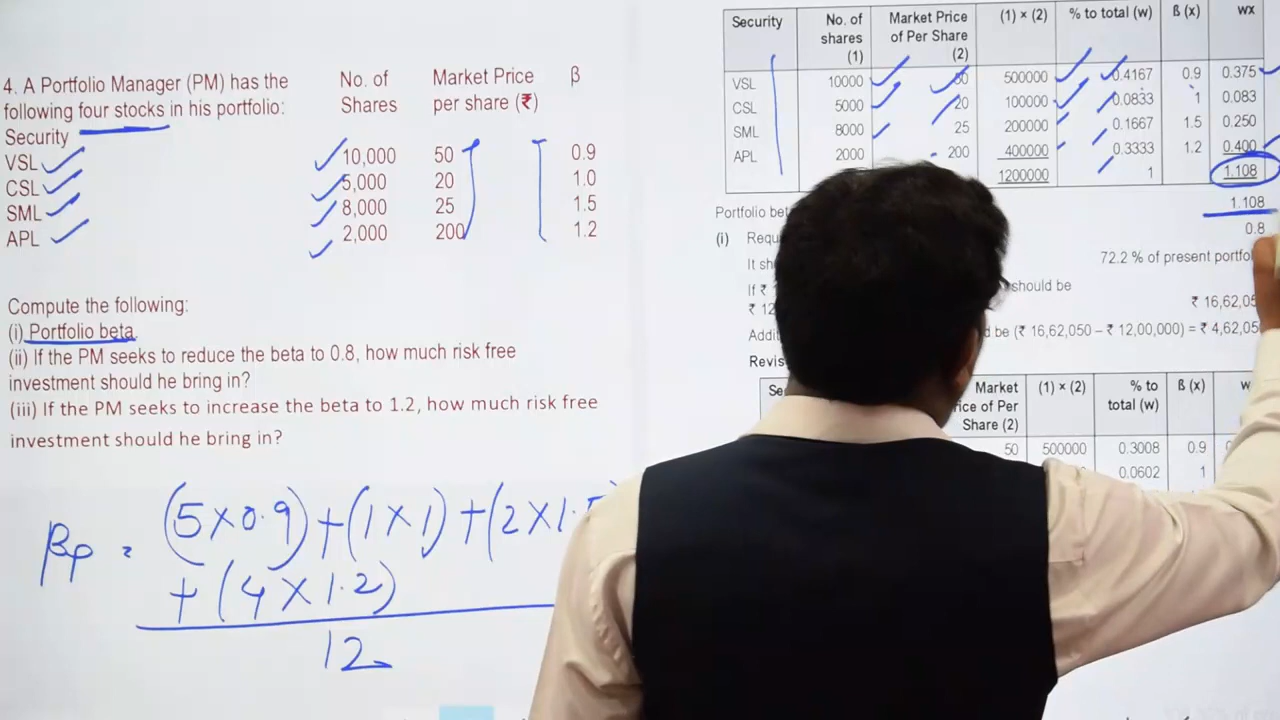 4. A Portfolio Manager (PM) has the No. of Market Price β
following four stocks in his portfolio: Shares per share (₹)
Security
VSL 10,000 50 0.9
CSL 5,000 20 1.0
SML 8,000 25 1.5
APL 2,000 200 1.2
Compute the following:
(i) Portfolio beta
(ii) If the PM seeks to reduce the beta to 0.8, how much risk free
investment should he bring in?
(iii) If the PM seeks to increase the beta to 1.2, how much risk free
investment should he bring in?
βp = (5×0.9)+(1×1)+(2×1.5
+(4×1.2)
12
Security No. of Market Price (1) × (2) % to total (w) ß (x) wx
shares of Per Share
(1) (2)
VSL 10000 50 500000 0.4167 0.9 0.375
CSL 5000 20 100000 0.0833 1 0.083
SML 8000 25 200000 0.1667 1.5 0.250
APL 2000 200 400000 0.3333 1.2 0.400
1200000 1 1.108
Portfolio 1.108
(i) 0.8
It 72.2 % of present
If ₹ should be
₹ 12 ₹ 16,62,05
be (₹ 16,62,050 – ₹ 12,00,000) = ₹ 4,62,05
Market (1) × (2) % to ß (x) w
of Per total (w)
Share (2)
50 500000 0.3008 0.9
0.0602 1